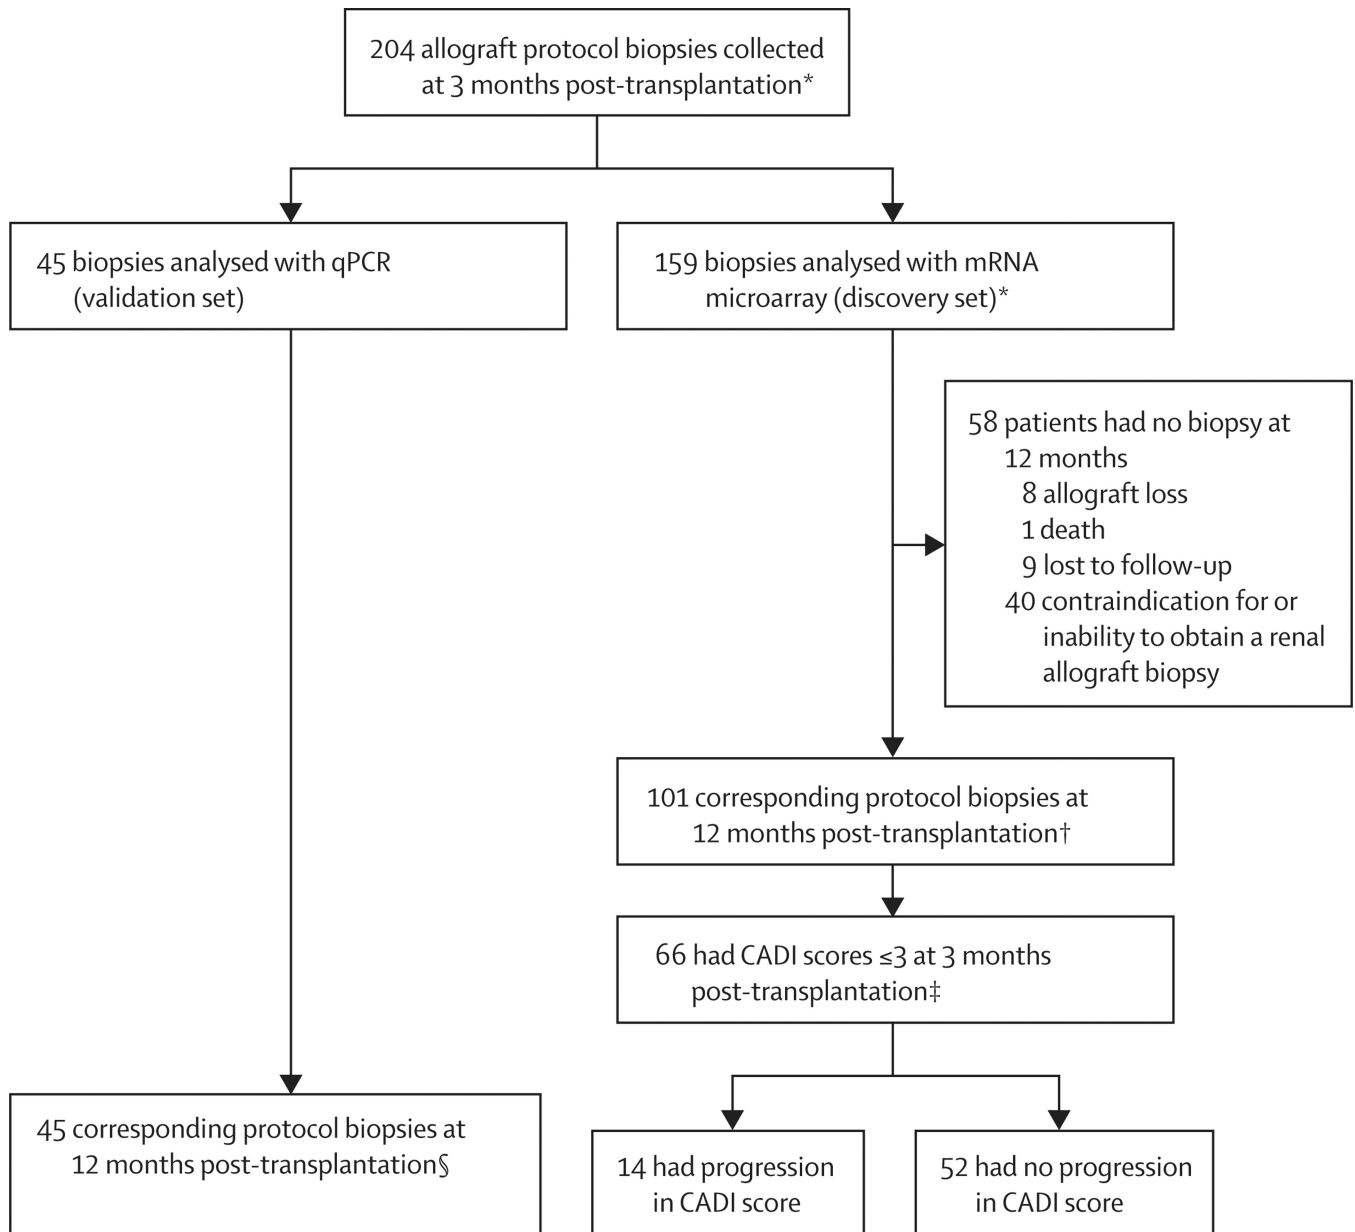 204 allograft protocol biopsies collected
at 3 months post-transplantation*
45 biopsies analysed with qPCR
(validation set)
159 biopsies analysed with mRNA
microarray (discovery set)*
58 patients had no biopsy at
12 months
8 allograft loss
1 death
9 lost to follow-up
40 contraindication for or
inability to obtain a renal
allograft biopsy
101 corresponding protocol biopsies at
12 months post-transplantation†
66 had CADI scores ≤3 at 3 months
post-transplantation‡
45 corresponding protocol biopsies at
12 months post-transplantation§
14 had progression
in CADI score
52 had no progression
in CADI score